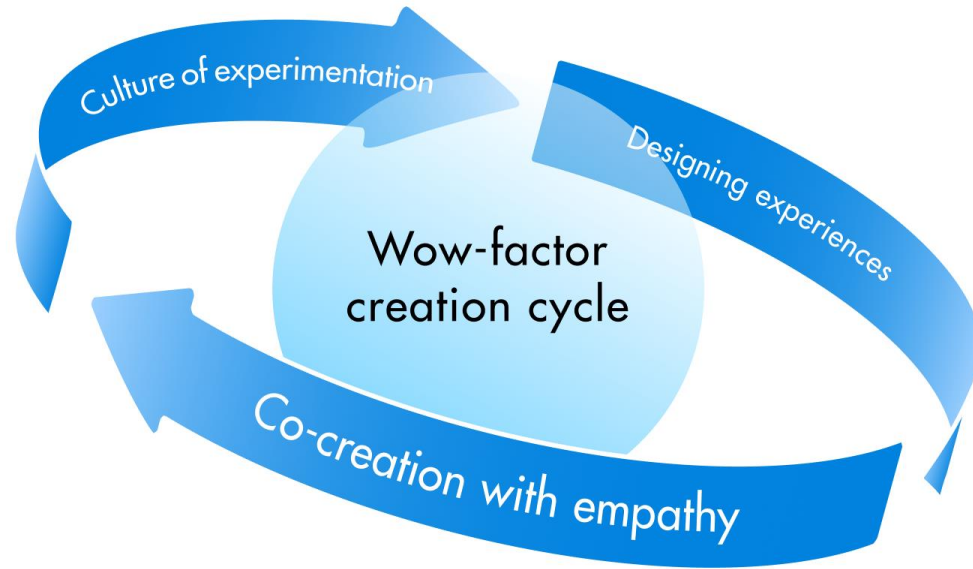 Culture of experimentation
Designing experiences
Wow-factor
creation cycle
Co-creation with empathy